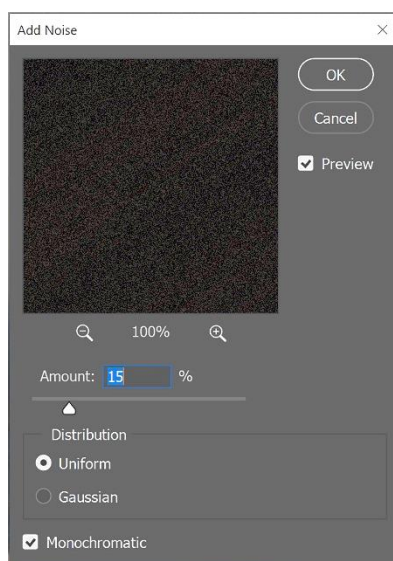 Add Noise
OK
Cancel
Preview
100%
Amount: 15 %
Distribution
Uniform
Gaussian
Monochromatic